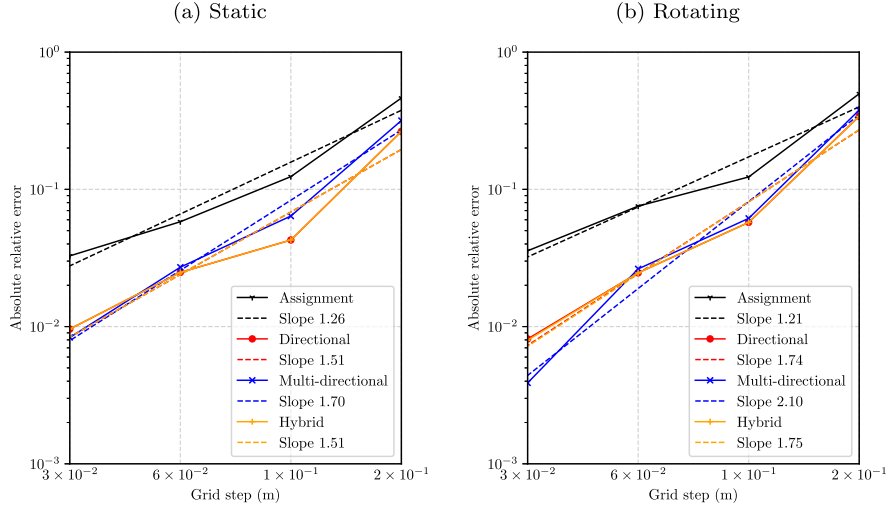 (a) Static
10⁰
10⁻¹
10⁻²
10⁻³
Absolute relative error
3 × 10⁻²
6 × 10⁻²
1 × 10⁻¹
2 × 10⁻¹
Grid step (m)
Assignment
Slope 1.26
Directional
Slope 1.51
Multi-directional
Slope 1.70
Hybrid
Slope 1.51
(b) Rotating
10⁰
10⁻¹
10⁻²
10⁻³
Absolute relative error
3 × 10⁻²
6 × 10⁻²
1 × 10⁻¹
2 × 10⁻¹
Grid step (m)
Assignment
Slope 1.21
Directional
Slope 1.74
Multi-directional
Slope 2.10
Hybrid
Slope 1.75